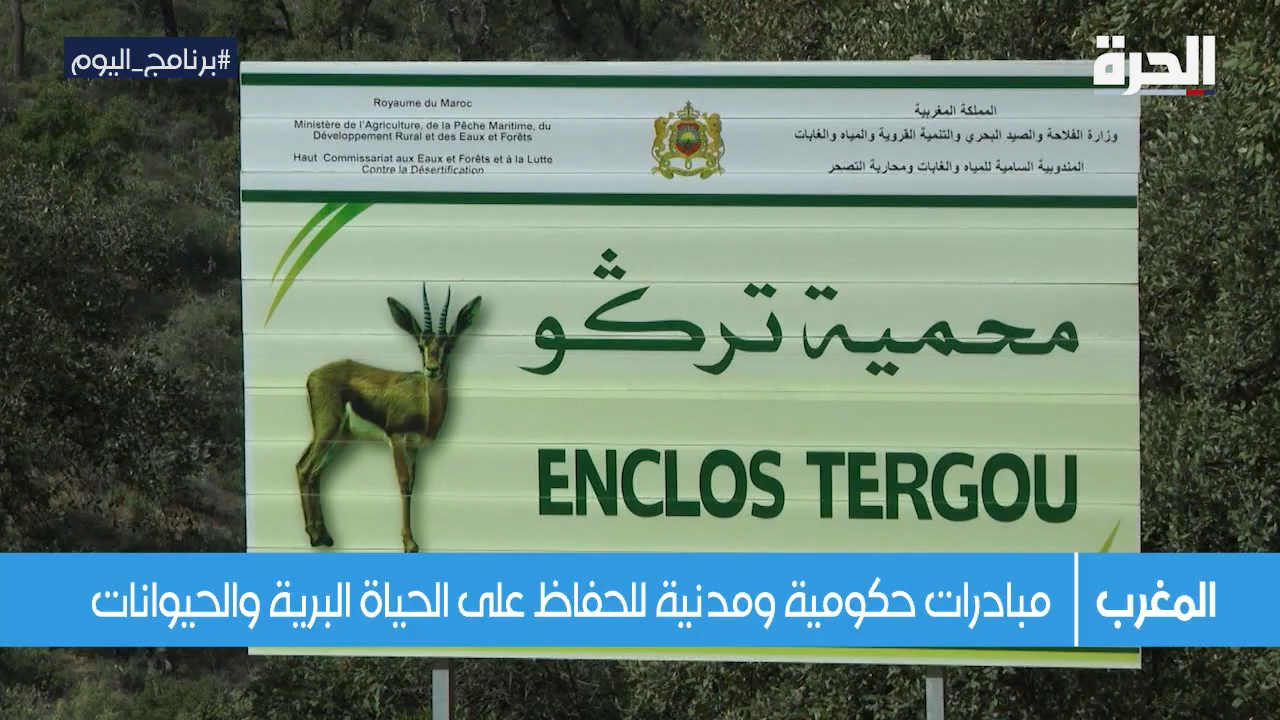 #برنامج_اليوم
الحرة
Royaume du Maroc
Ministère de l'Agriculture, de la Pêche Maritime, du
Développement Rural et des Eaux et Forêts
Haut Commissariat aux Eaux et Forêts et à la Lutte
Contre la Désertification
المملكة المغربية
وزارة الفلاحة والصيد البحري والتنمية القروية والمياه والغابات
المندوبية السامية للمياه والغابات ومحاربة التصحر
محمية ترڭو
ENCLOS TERGOU
المغرب
مبادرات حكومية ومدنية للحفاظ على الحياة البرية والحيوانات